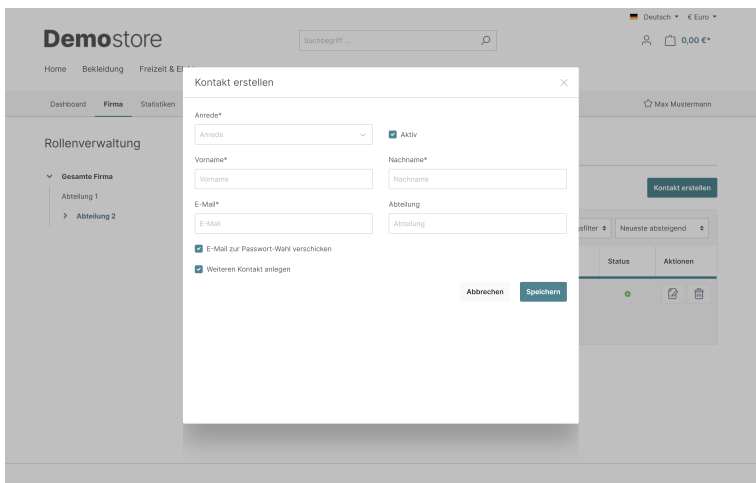 Deutsch € Euro
Demostore
Suchbegriff ...
0,00 €*
Home Bekleidung Freizeit &
Dashboard Firma Statistiken
Max Mustermann
Rollenverwaltung
Gesamte Firma
Abteilung 1
Abteilung 2
Kontakt erstellen
Anrede*
Anrede
Aktiv
Vorname*
Nachname*
Vorname
Nachname
E-Mail*
Abteilung
E-Mail
Abteilung
E-Mail zur Passwort-Wahl verschicken
Weiteren Kontakt anlegen
Abbrechen Speichern
Kontakt erstellen
Neueste absteigend
Status Aktionen